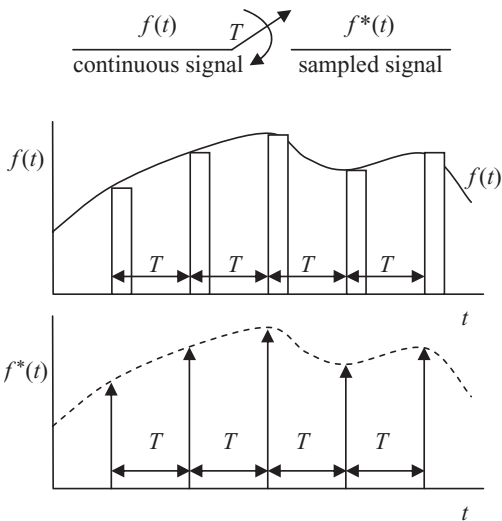 f(t) T f*(t)
continuous signal sampled signal
f(t) f(t)
T T T T
t
f*(t)
T T T T
t